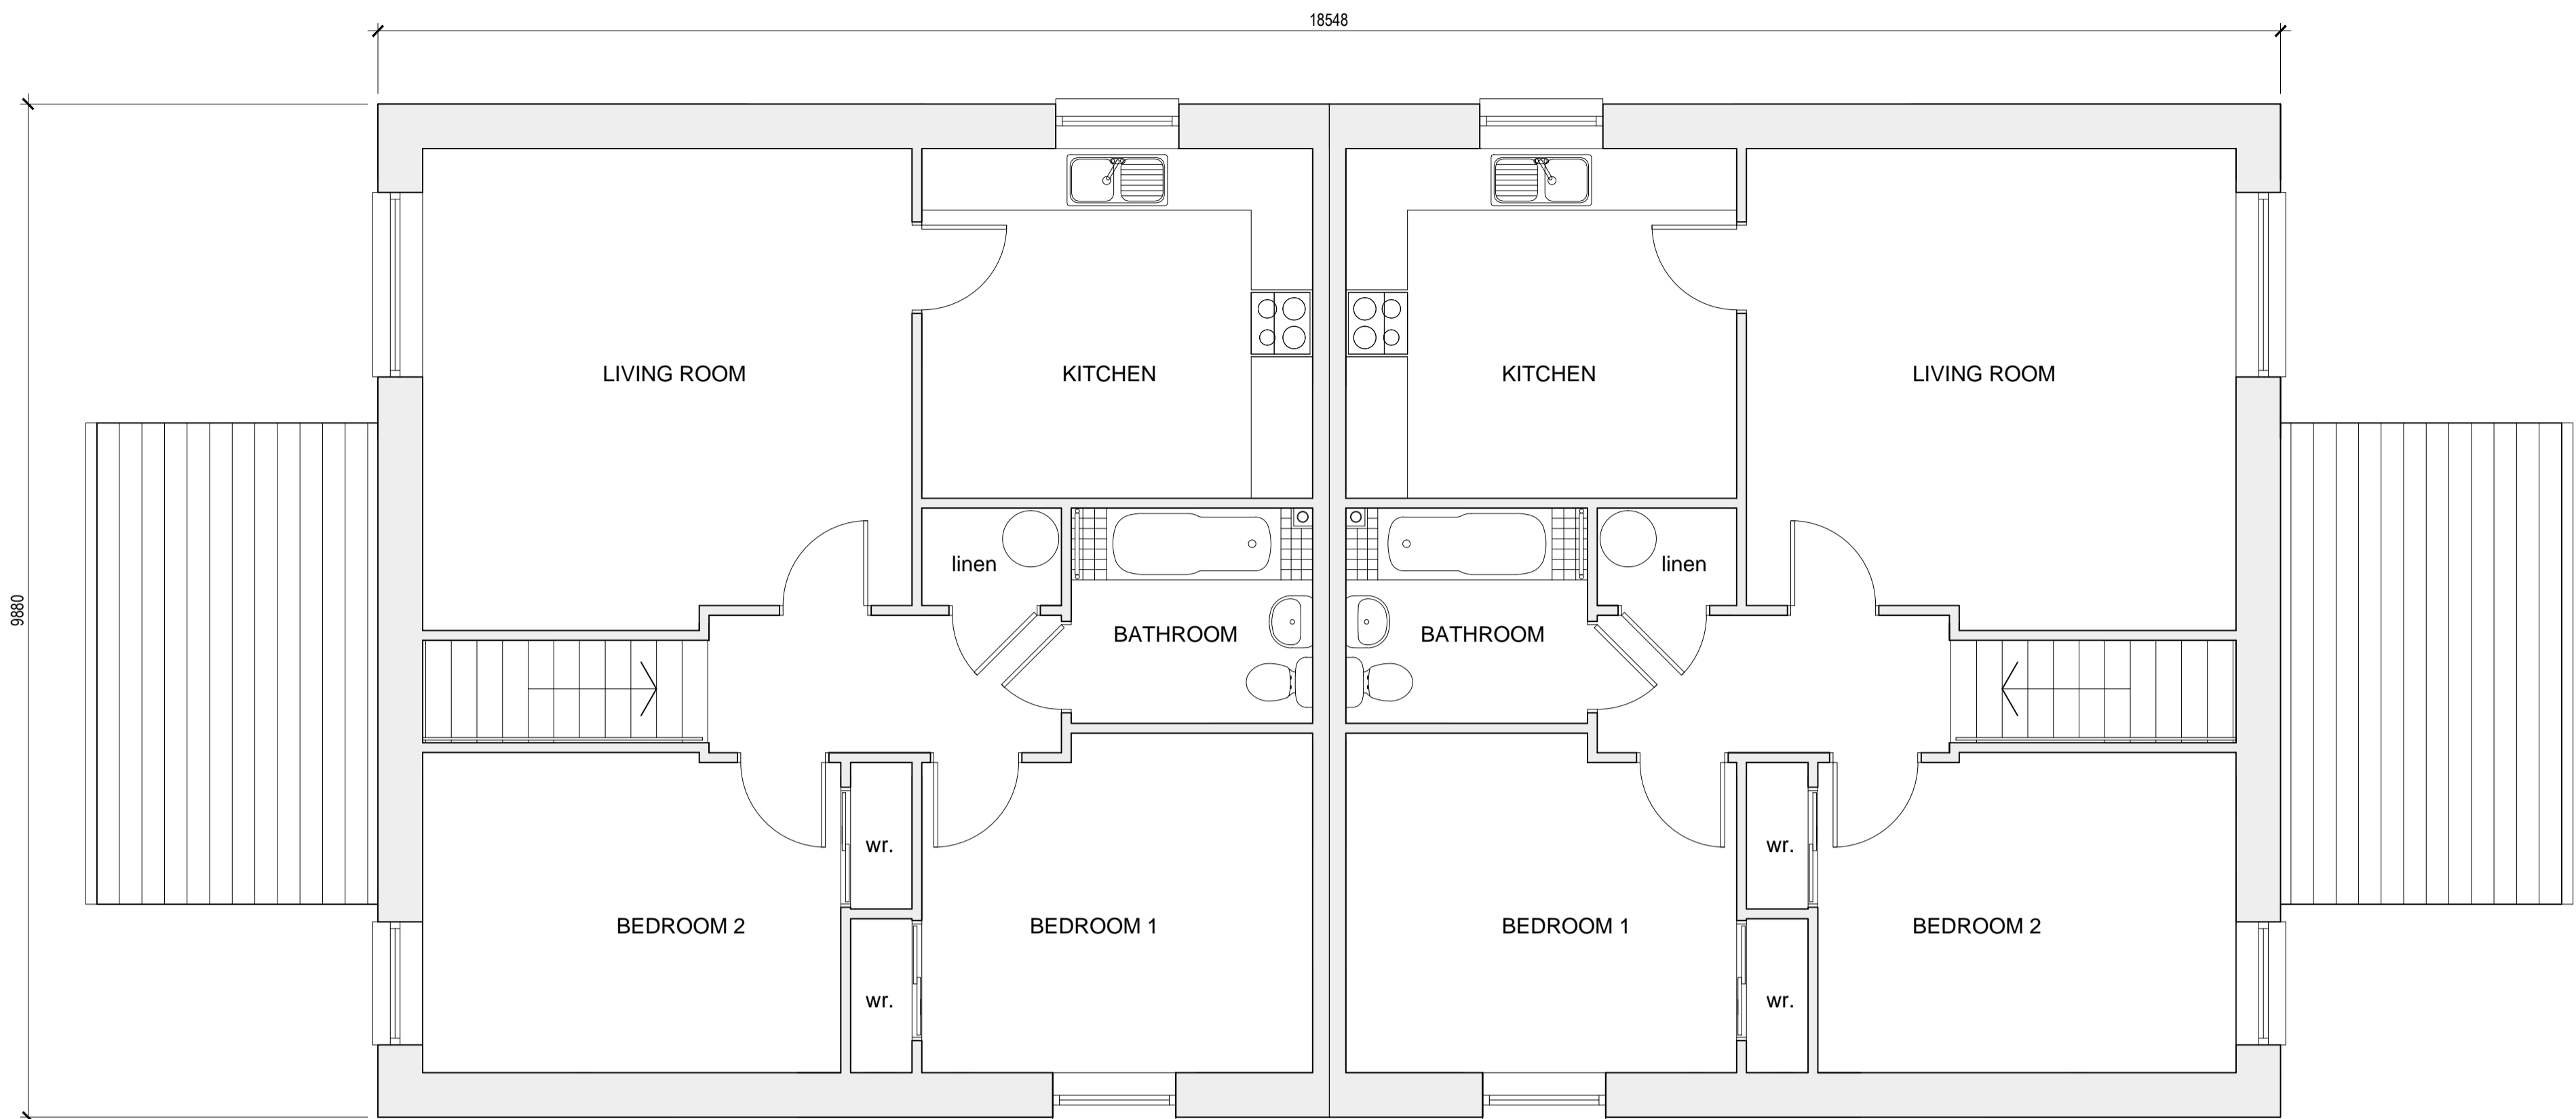 18548
9880
LIVING ROOM
KITCHEN
KITCHEN
LIVING ROOM
linen
linen
BATHROOM
BATHROOM
wr.
wr.
BEDROOM 2
BEDROOM 1
BEDROOM 1
BEDROOM 2
wr.
wr.